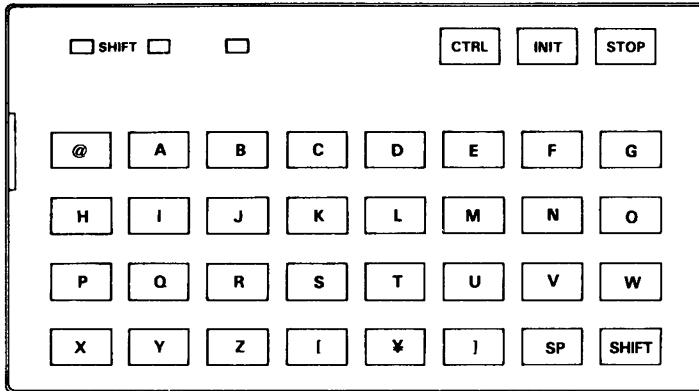 SHIFT CTRL INIT STOP
@ A B C D E F G
H I J K L M N O
P Q R S T U V W
X Y Z [ ¥ ] SP SHIFT